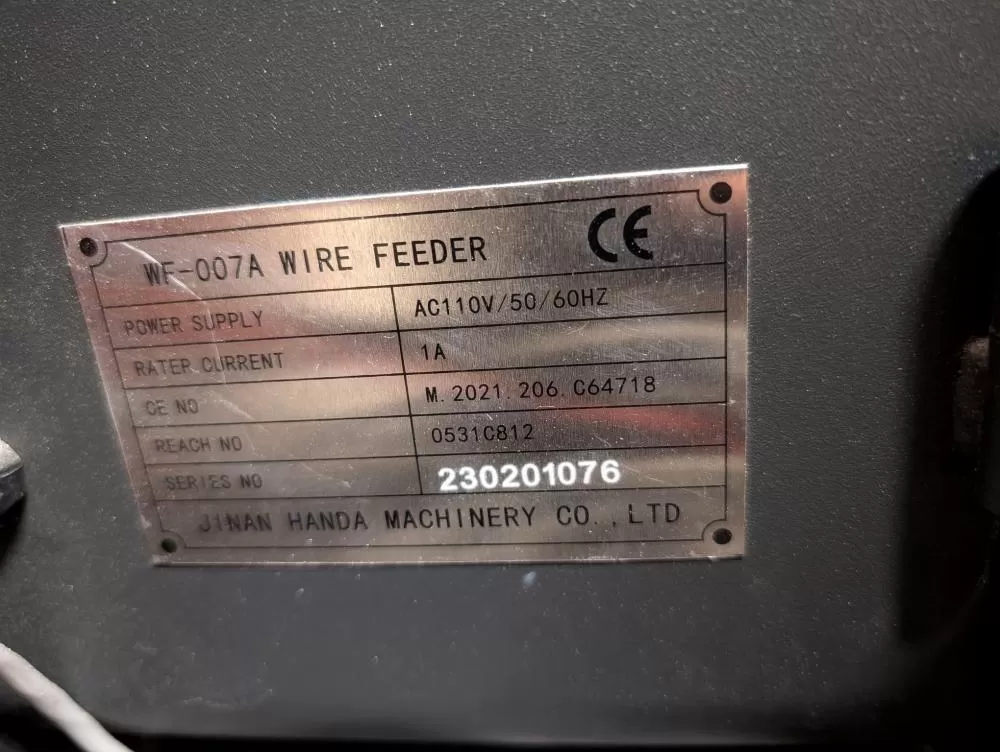 WF-007A WIRE FEEDER CE
POWER SUPPLY AC110V/50/60HZ
RATER CURRENT 1A
CE NO M.2021.206.C64718
REACH NO 0531C812
SERIES NO 230201076
JINAN HANDA MACHINERY CO.,LTD